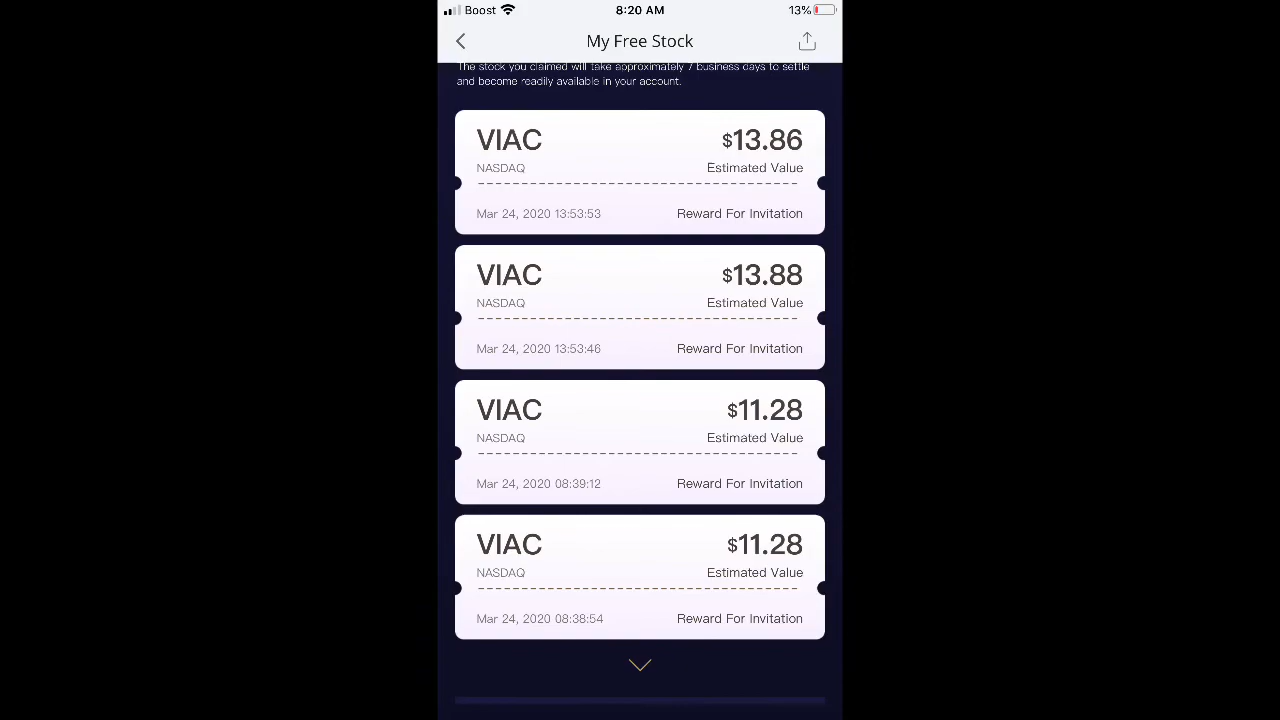 Boost 8:20 AM 13%
My Free Stock
The stock you claimed will take approximately 7 business days to settle
and become readily available in your account.
VIAC $13.86
NASDAQ Estimated Value
Mar 24, 2020 13:53:53 Reward For Invitation
VIAC $13.88
NASDAQ Estimated Value
Mar 24, 2020 13:53:46 Reward For Invitation
VIAC $11.28
NASDAQ Estimated Value
Mar 24, 2020 08:39:12 Reward For Invitation
VIAC $11.28
NASDAQ Estimated Value
Mar 24, 2020 08:38:54 Reward For Invitation